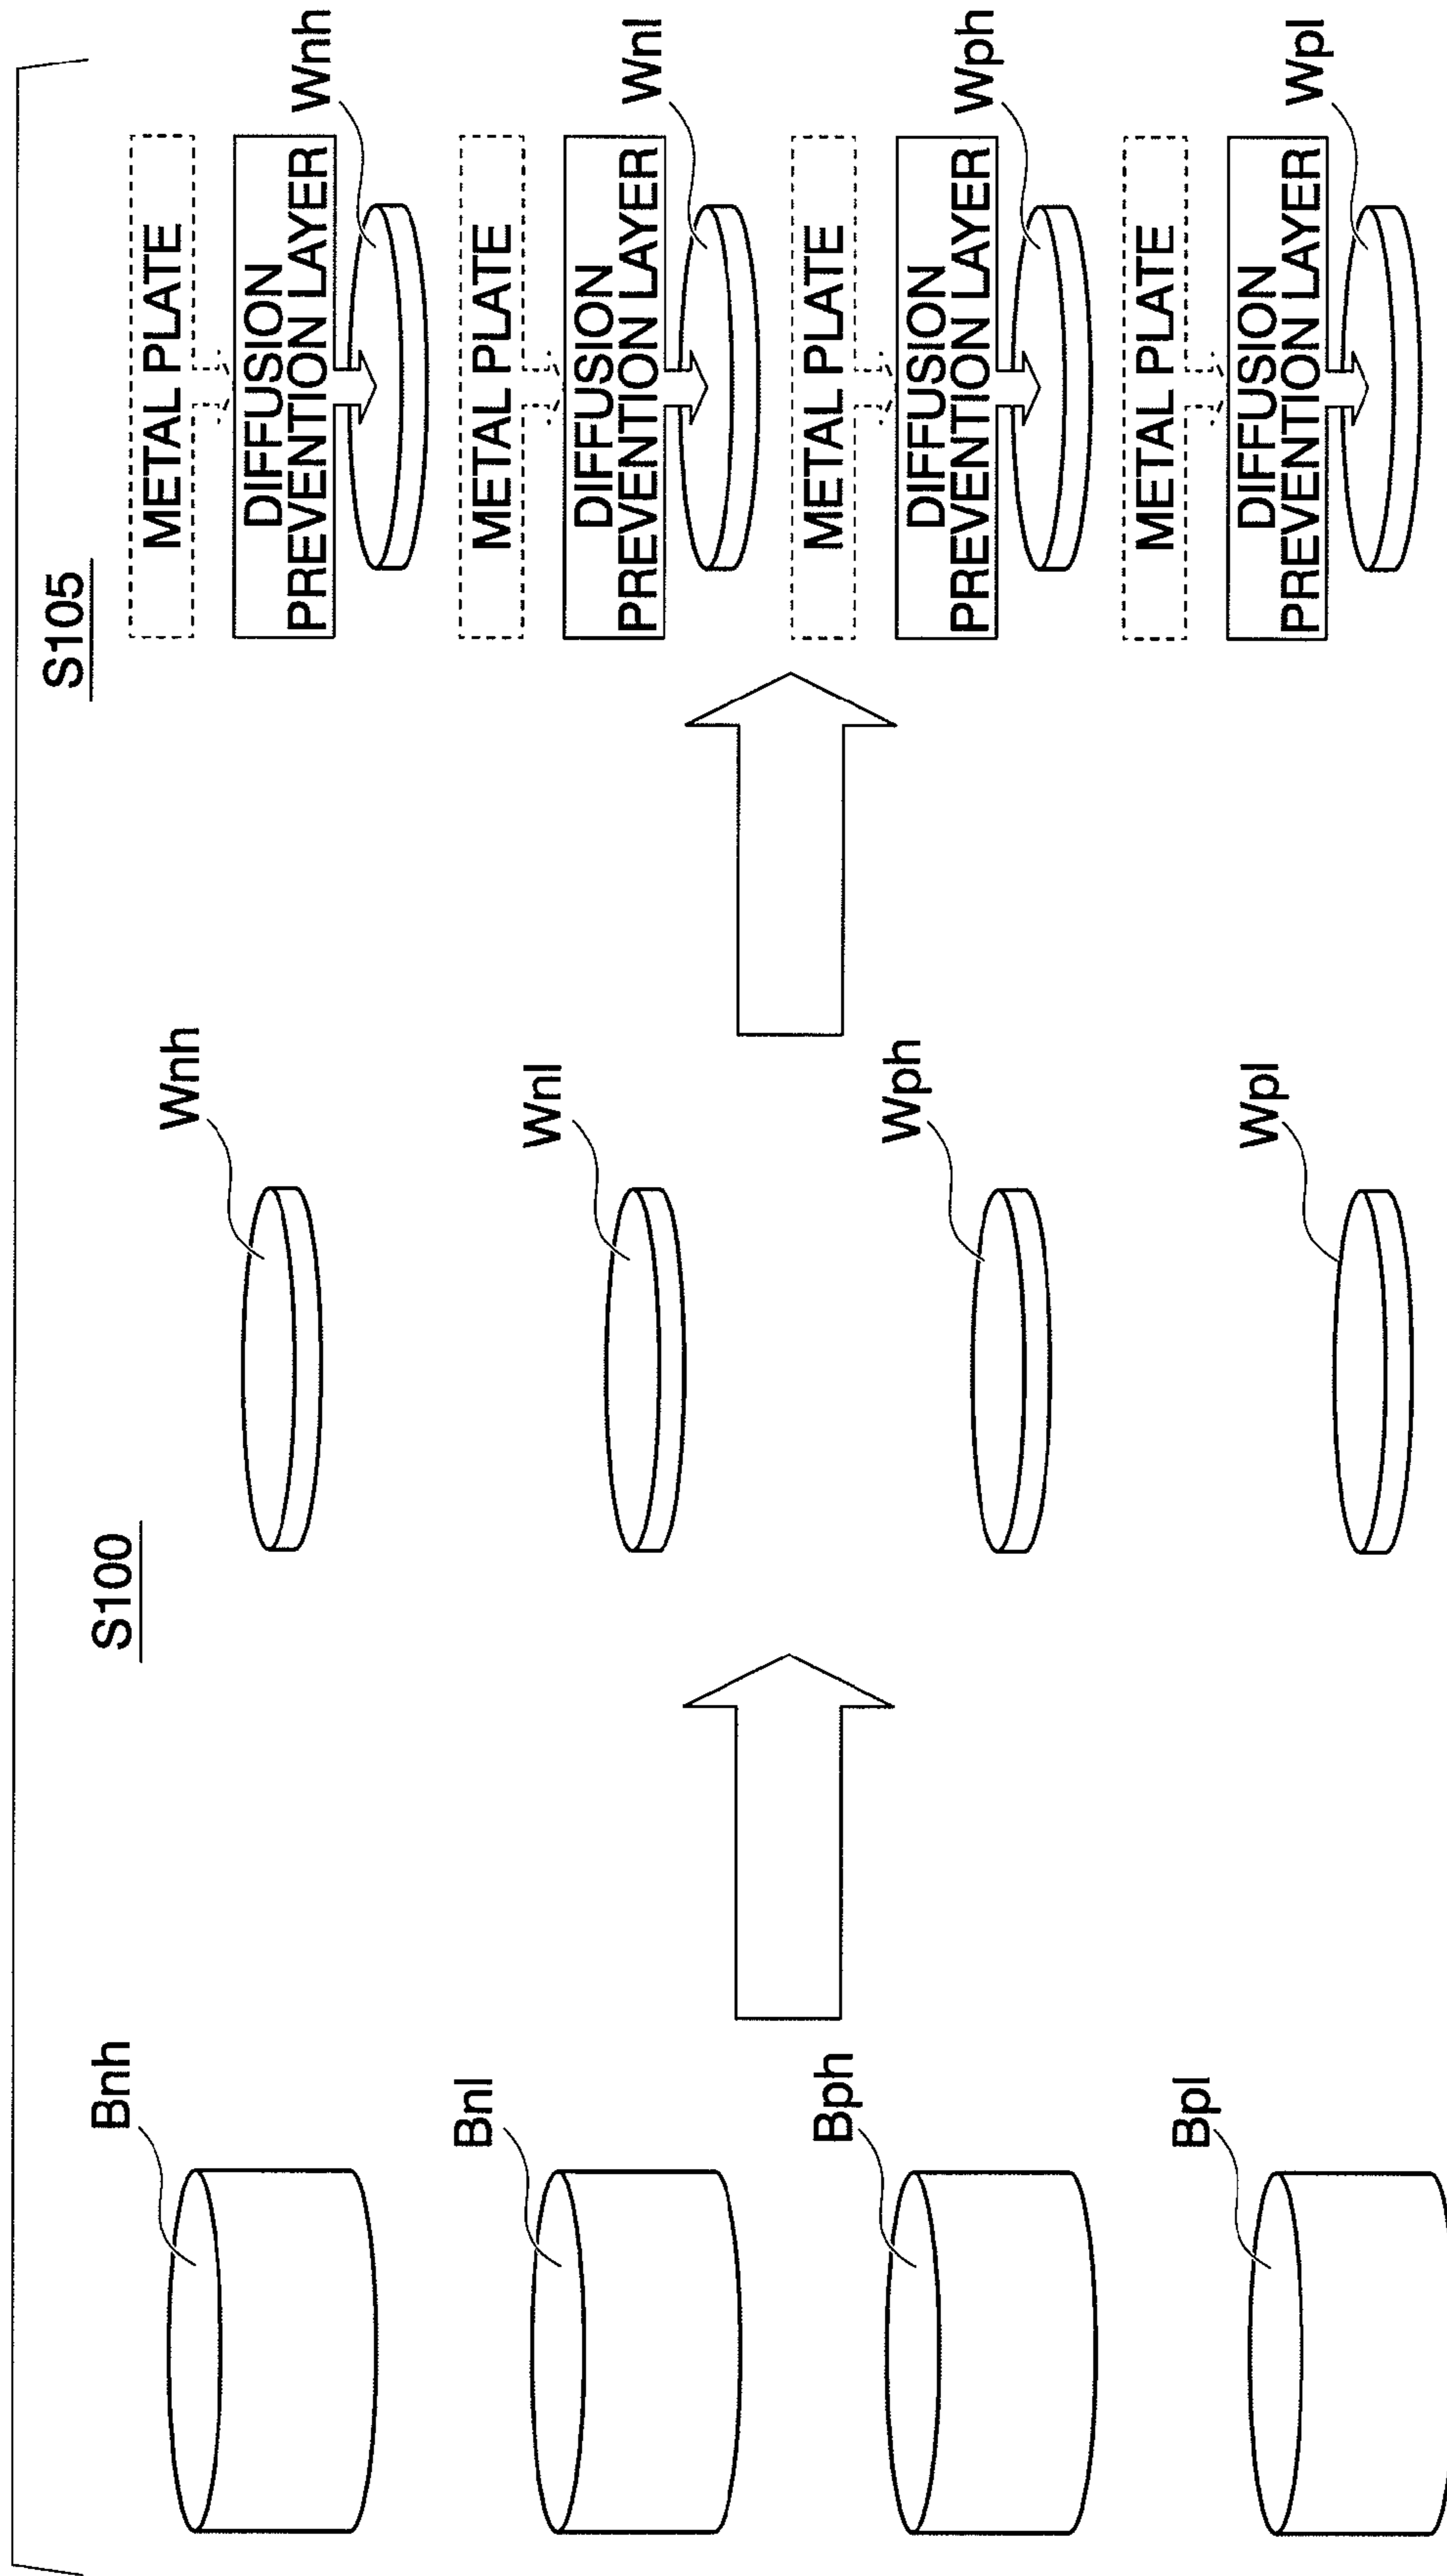 Bnh
Bnl
Bph
Bpl
S100
Wnh
Wnl
Wph
Wpl
S105
METAL PLATE
DIFFUSION
PREVENTION LAYER
Wnh
METAL PLATE
DIFFUSION
PREVENTION LAYER
Wnl
METAL PLATE
DIFFUSION
PREVENTION LAYER
Wph
METAL PLATE
DIFFUSION
PREVENTION LAYER
Wpl